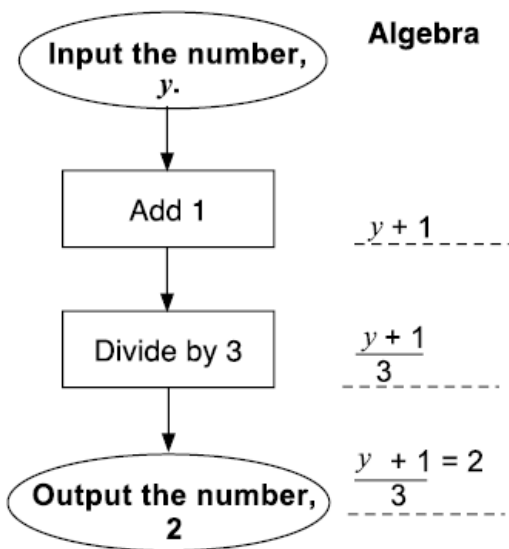 Input the number,
y.
Algebra
Add 1
y + 1
Divide by 3
y + 1
3
Output the number,
2
y + 1 = 2
3